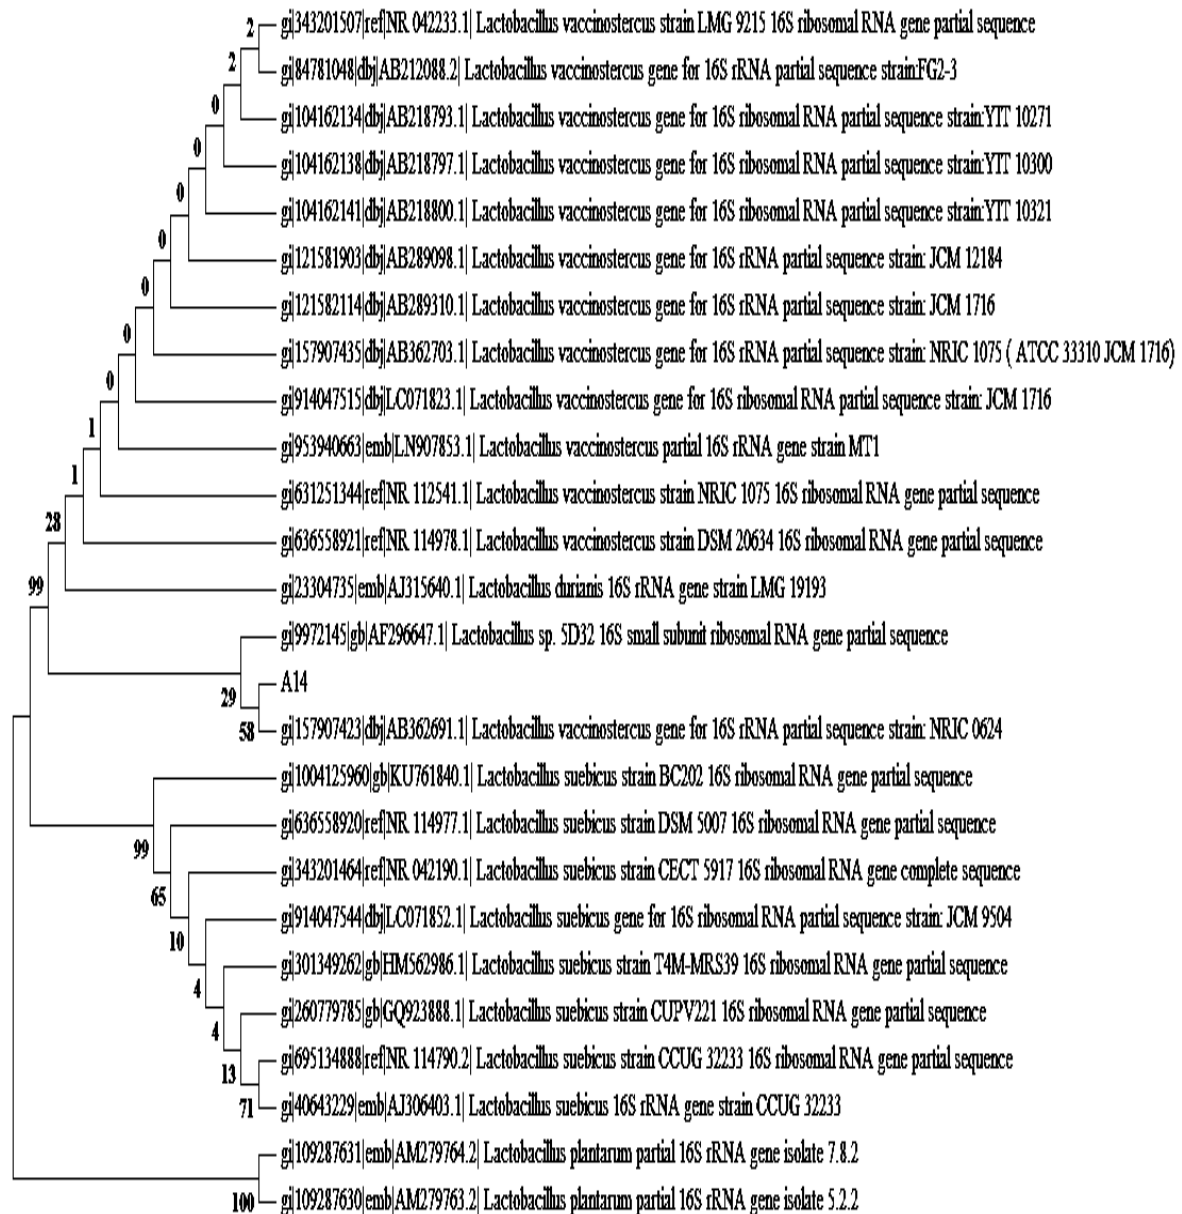 gi|343201507|ref|NR 042233.1| Lactobacillus vaccinostercus strain LMG 9215 16S ribosomal RNA gene partial sequence
2
gi|84781048|dbj|AB212088.2| Lactobacillus vaccinostercus gene for 16S rRNA partial sequence strain:FG2-3
2
gi|104162134|dbj|AB218793.1| Lactobacillus vaccinostercus gene for 16S ribosomal RNA partial sequence strain:YIT 10271
0
gi|104162138|dbj|AB218797.1| Lactobacillus vaccinostercus gene for 16S ribosomal RNA partial sequence strain:YIT 10300
0
gi|104162141|dbj|AB218800.1| Lactobacillus vaccinostercus gene for 16S ribosomal RNA partial sequence strain:YIT 10321
0
gi|121581903|dbj|AB289098.1| Lactobacillus vaccinostercus gene for 16S rRNA partial sequence strain: JCM 12184
0
gi|121582114|dbj|AB289310.1| Lactobacillus vaccinostercus gene for 16S rRNA partial sequence strain: JCM 1716
0
gi|157907435|dbj|AB362703.1| Lactobacillus vaccinostercus gene for 16S rRNA partial sequence strain: NRIC 1075 ( ATCC 33310 JCM 1716)
0
gi|914047515|dbj|LC071823.1| Lactobacillus vaccinostercus gene for 16S ribosomal RNA partial sequence strain: JCM 1716
0
gi|953940663|emb|LN907853.1| Lactobacillus vaccinostercus partial 16S rRNA gene strain MT1
1
gi|631251344|ref|NR 112541.1| Lactobacillus vaccinostercus strain NRIC 1075 16S ribosomal RNA gene partial sequence
1
gi|636558921|ref|NR 114978.1| Lactobacillus vaccinostercus strain DSM 20634 16S ribosomal RNA gene partial sequence
28
gi|23304735|emb|AJ315640.1| Lactobacillus durianis 16S rRNA gene strain LMG 19193
99
gi|9972145|gb|AF296647.1| Lactobacillus sp. 5D32 16S small subunit ribosomal RNA gene partial sequence
A14
29
gi|157907423|dbj|AB362691.1| Lactobacillus vaccinostercus gene for 16S rRNA partial sequence strain: NRIC 0624
58
gi|1004125960|gb|KU761840.1| Lactobacillus suebicus strain BC202 16S ribosomal RNA gene partial sequence
gi|636558920|ref|NR 114977.1| Lactobacillus suebicus strain DSM 5007 16S ribosomal RNA gene partial sequence
99
gi|343201464|ref|NR 042190.1| Lactobacillus suebicus strain CECT 5917 16S ribosomal RNA gene complete sequence
65
gi|914047544|dbj|LC071852.1| Lactobacillus suebicus gene for 16S ribosomal RNA partial sequence strain: JCM 9504
10
gi|301349262|gb|HM562986.1| Lactobacillus suebicus strain T4M-MRS39 16S ribosomal RNA gene partial sequence
4
gi|260779785|gb|GQ923888.1| Lactobacillus suebicus strain CUPV221 16S ribosomal RNA gene partial sequence
4
gi|695134888|ref|NR 114790.2| Lactobacillus suebicus strain CCUG 32233 16S ribosomal RNA gene partial sequence
13
gi|40643229|emb|AJ306403.1| Lactobacillus suebicus 16S rRNA gene strain CCUG 32233
71
gi|109287631|emb|AM279764.2| Lactobacillus plantarum partial 16S rRNA gene isolate 7.8.2
gi|109287630|emb|AM279763.2| Lactobacillus plantarum partial 16S rRNA gene isolate 5.2.2
100